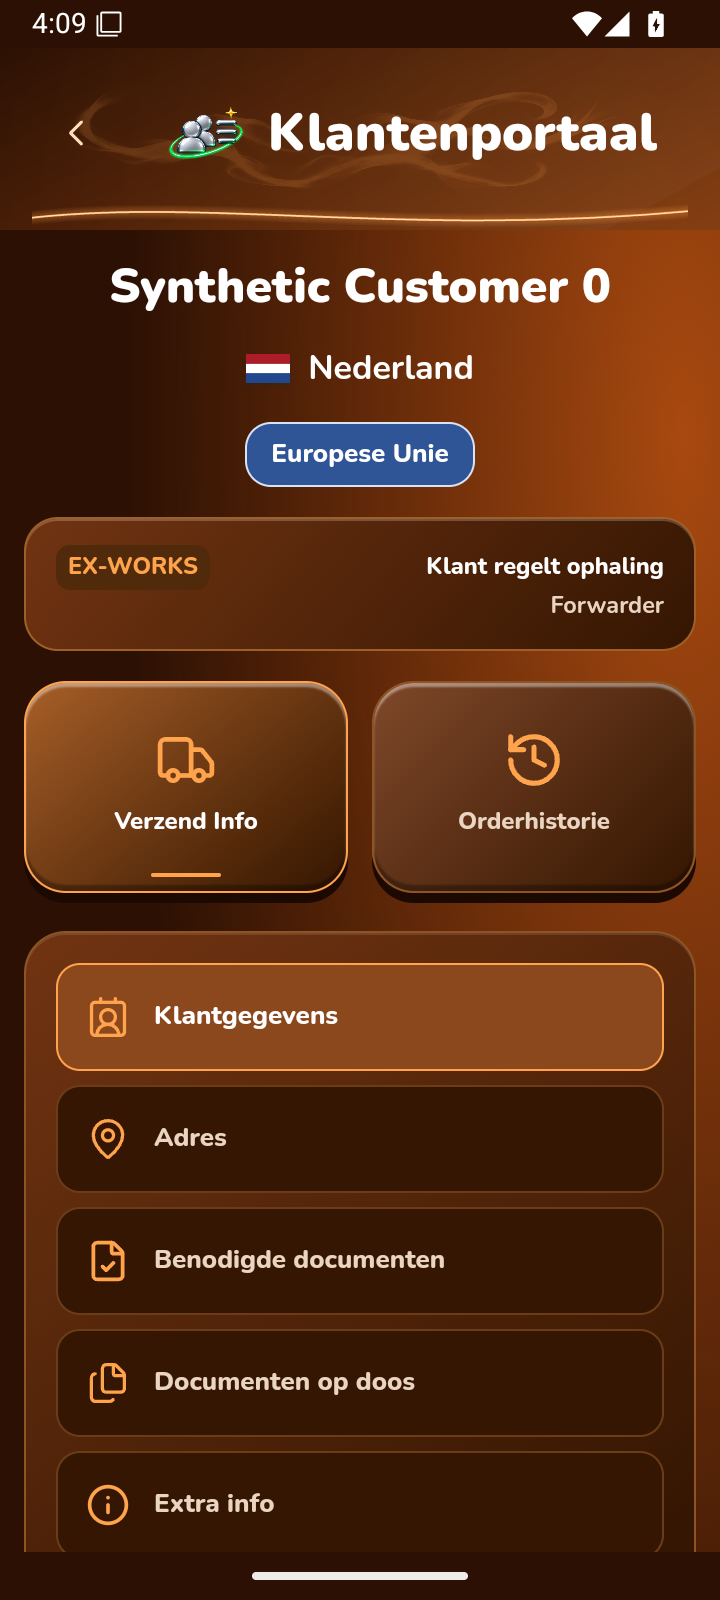 4:09
Klantenportaal
Synthetic Customer 0
Nederland
Europese Unie
EX-WORKS
Klant regelt ophaling
Forwarder
Verzend Info
Orderhistorie
Klantgegevens
Adres
Benodigde documenten
Documenten op doos
Extra info